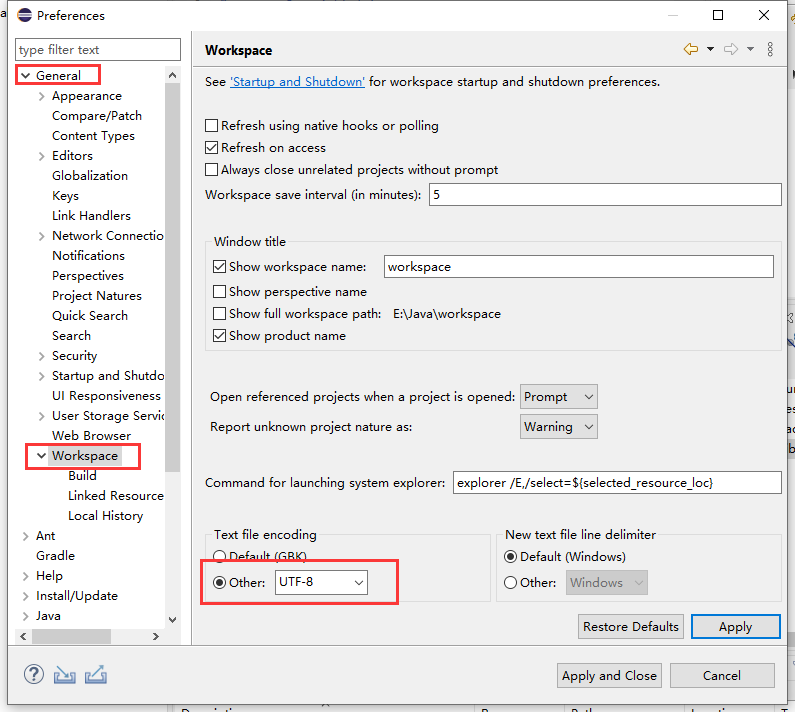 Preferences
type filter text
General
Appearance
Compare/Patch
Content Types
Editors
Globalization
Keys
Link Handlers
Network Connectio
Notifications
Perspectives
Project Natures
Quick Search
Search
Security
Startup and Shutdo
UI Responsiveness
User Storage Servic
Web Browser
Workspace
Build
Linked Resource
Local History
Ant
Gradle
Help
Install/Update
Java
Workspace
See 'Startup and Shutdown' for workspace startup and shutdown preferences.
Refresh using native hooks or polling
Refresh on access
Always close unrelated projects without prompt
Workspace save interval (in minutes): 5
Window title
Show workspace name: workspace
Show perspective name
Show full workspace path: E:\Java\workspace
Show product name
Open referenced projects when a project is opened: Prompt
Report unknown project nature as: Warning
Command for launching system explorer: explorer /E,/select=${selected_resource_loc}
Text file encoding
Default (GBK)
Other: UTF-8
New text file line delimiter
Default (Windows)
Other: Windows
Restore Defaults Apply
Apply and Close Cancel